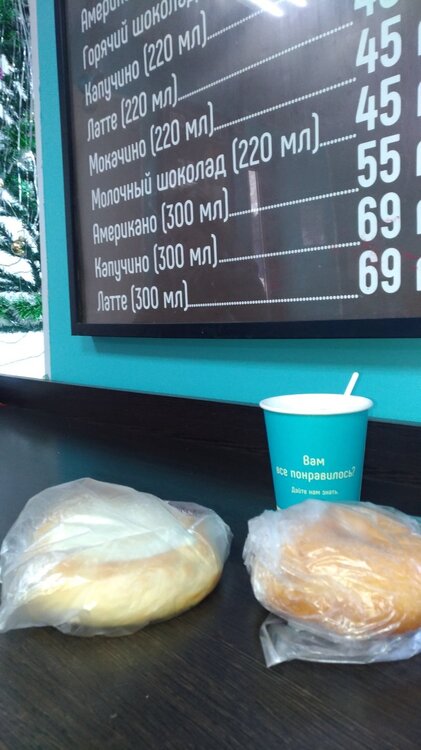 Американо
Горячий шоколад
Капучино (220 мл)
Латте (220 мл) 45
Мокачино (220 мл) 45
Молочный шоколад (220 мл) 55
Американо (300 мл) 69
Капучино (300 мл) 69
Латте (300 мл)
Вам
все понравилось?
Дайте нам знать